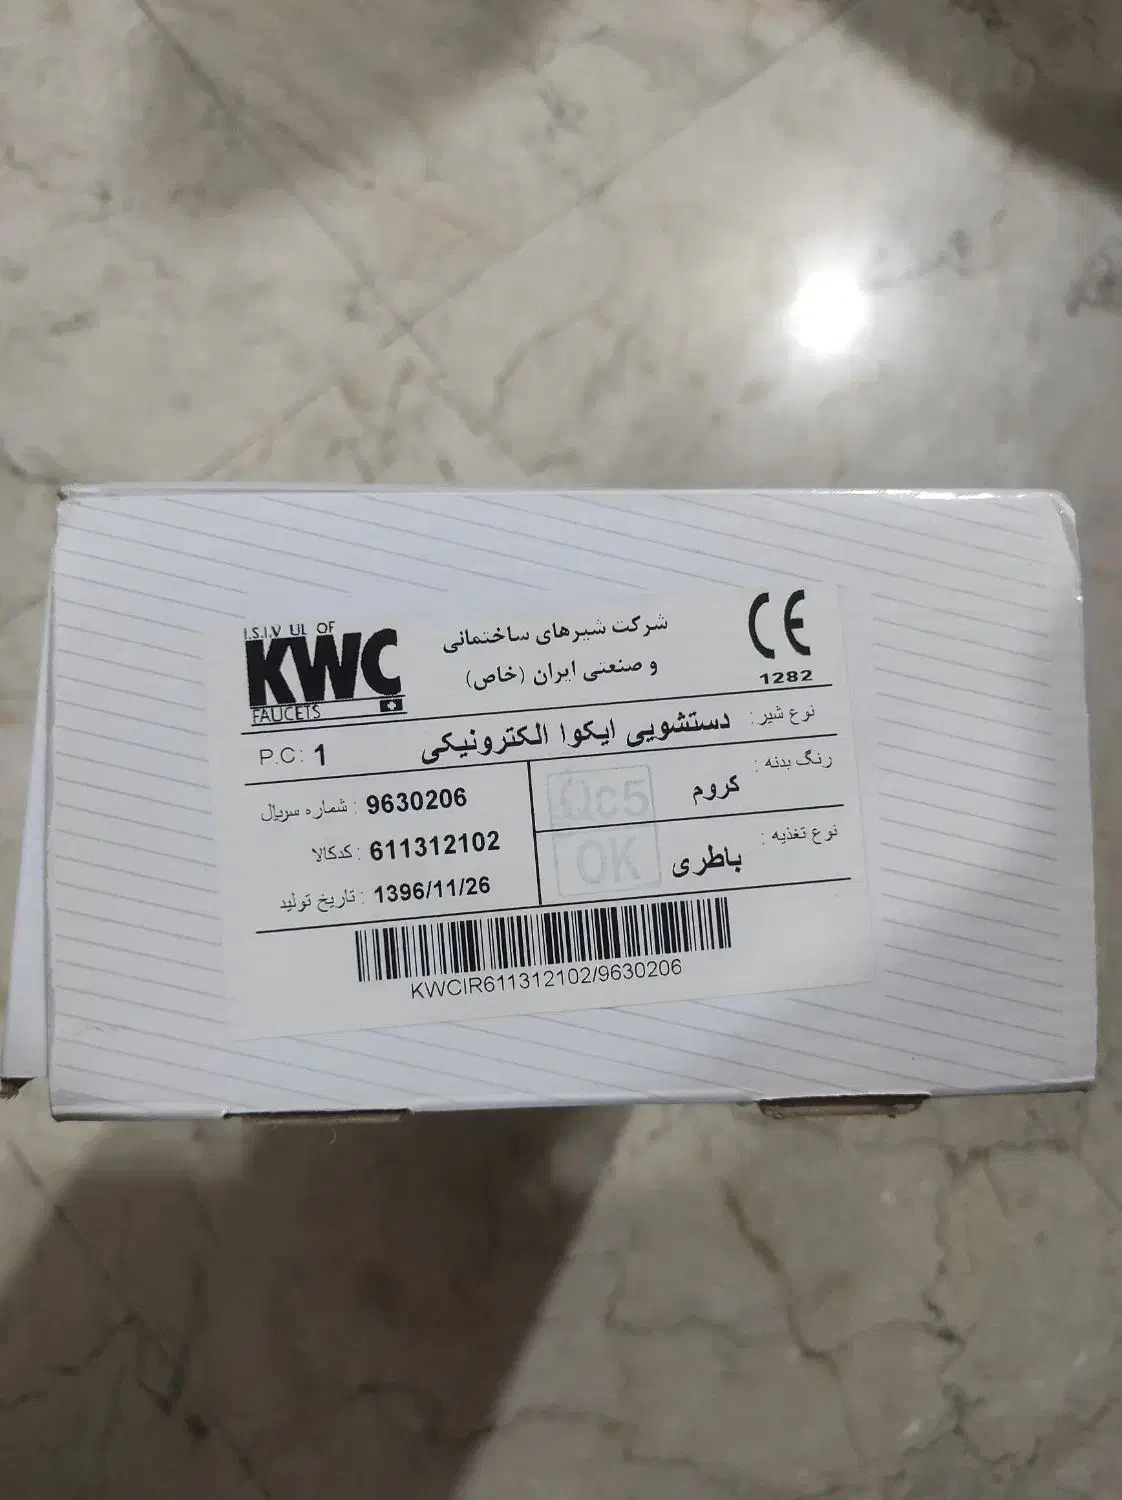 I.S.I.V UL OF
KWC
FAUCETS
شرکت شیرهای ساختمانی
و صنعتی ایران (خاص)
CE
1282
نوع شیر: دستشویی ایکوا الکترونیکی
P.C: 1
رنگ بدنه :
کروم
نوع تغذیه :
باطری
Qc5
OK
شماره سریال : 9630206
کدکالا : 611312102
تاریخ تولید : 1396/11/26
KWCIR611312102/9630206